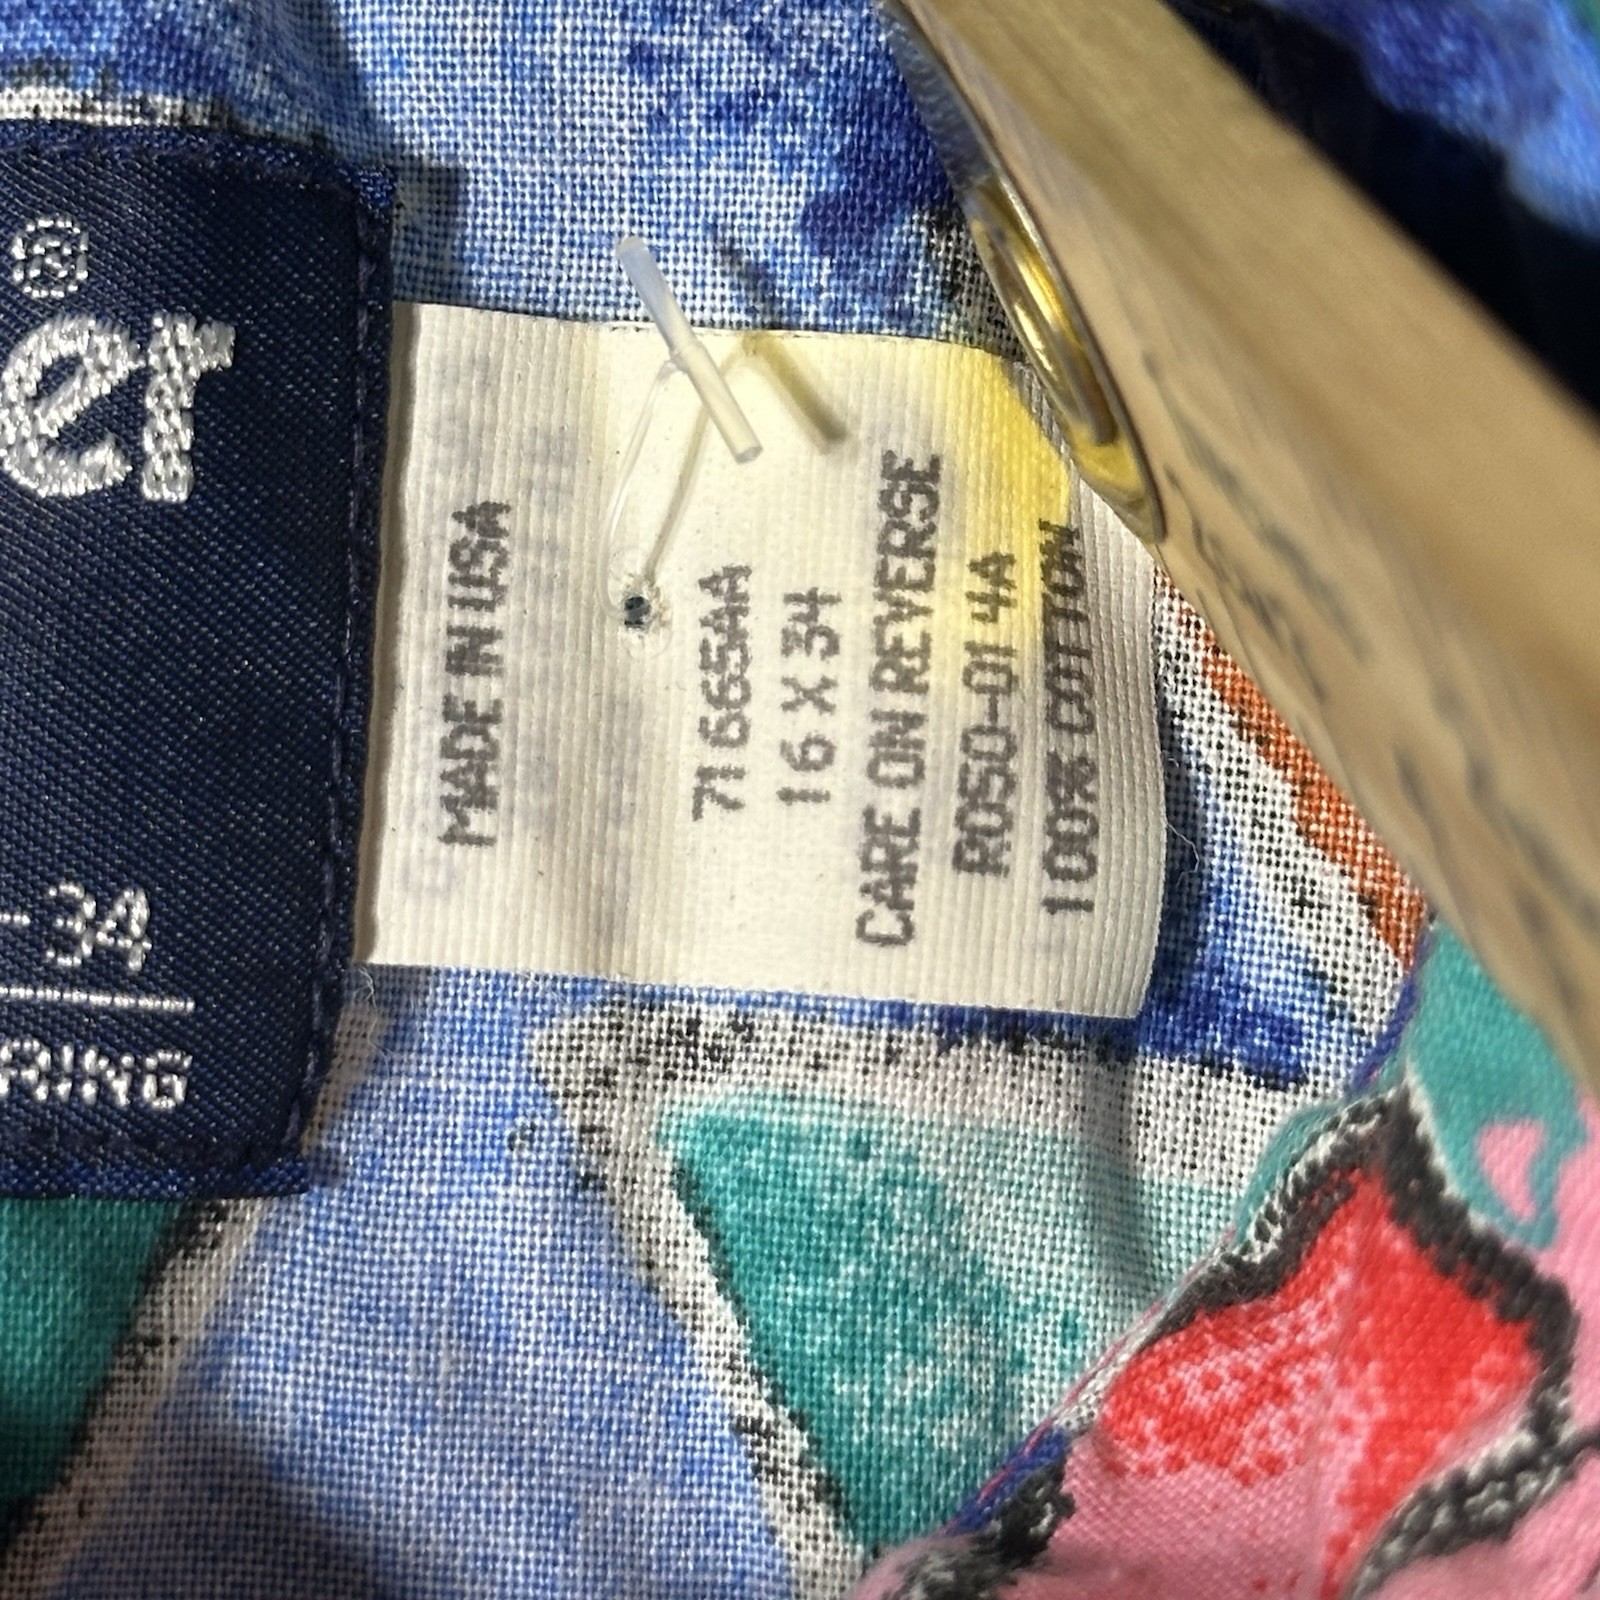 ®
er
-34
RING
MADE IN USA
71665AA
16 X 34
CARE ON REVERSE
R050-014A
100% COTTON